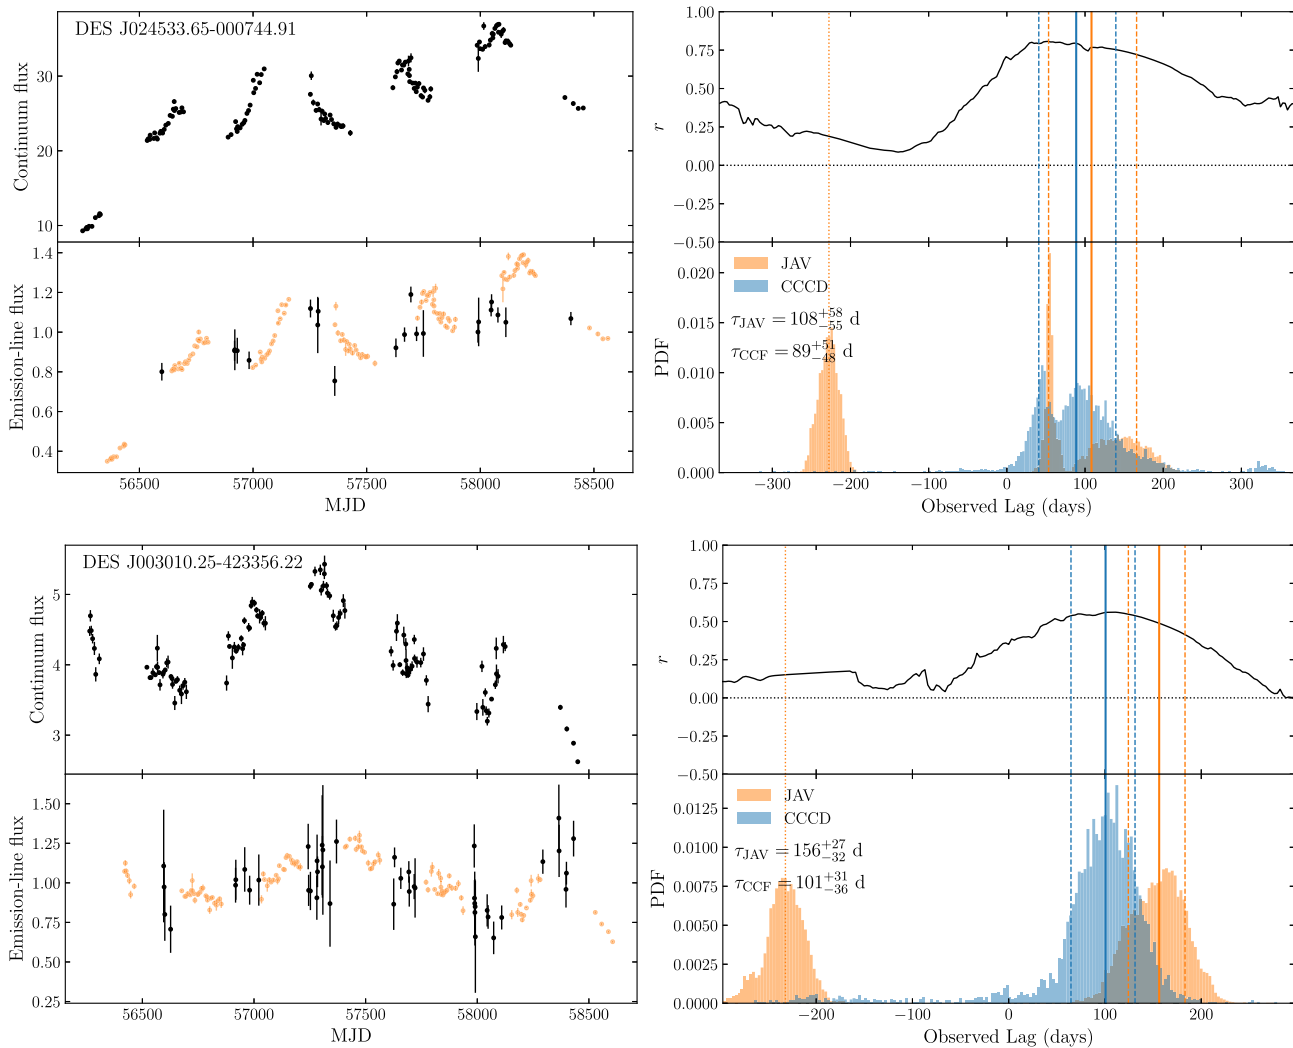 DES J024533.65-000744.91
Continuum flux
30
20
10
Emission-line flux
1.4
1.2
1.0
0.8
0.6
0.4
56500 57000 57500 58000 58500
MJD
r
1.00
0.75
0.50
0.25
0.00
−0.25
−0.50
JAV
CCCD
τJAV = 108+58−55 d
τCCF = 89+51−48 d
PDF
0.020
0.015
0.010
0.005
0.000
−300 −200 −100 0 100 200 300
Observed Lag (days)
DES J003010.25-423356.22
Continuum flux
5
4
3
Emission-line flux
1.50
1.25
1.00
0.75
0.50
0.25
56500 57000 57500 58000 58500
MJD
r
1.00
0.75
0.50
0.25
0.00
−0.25
−0.50
JAV
CCCD
τJAV = 156+27−32 d
τCCF = 101+31−36 d
PDF
0.0125
0.0100
0.0075
0.0050
0.0025
0.0000
−200 −100 0 100 200
Observed Lag (days)